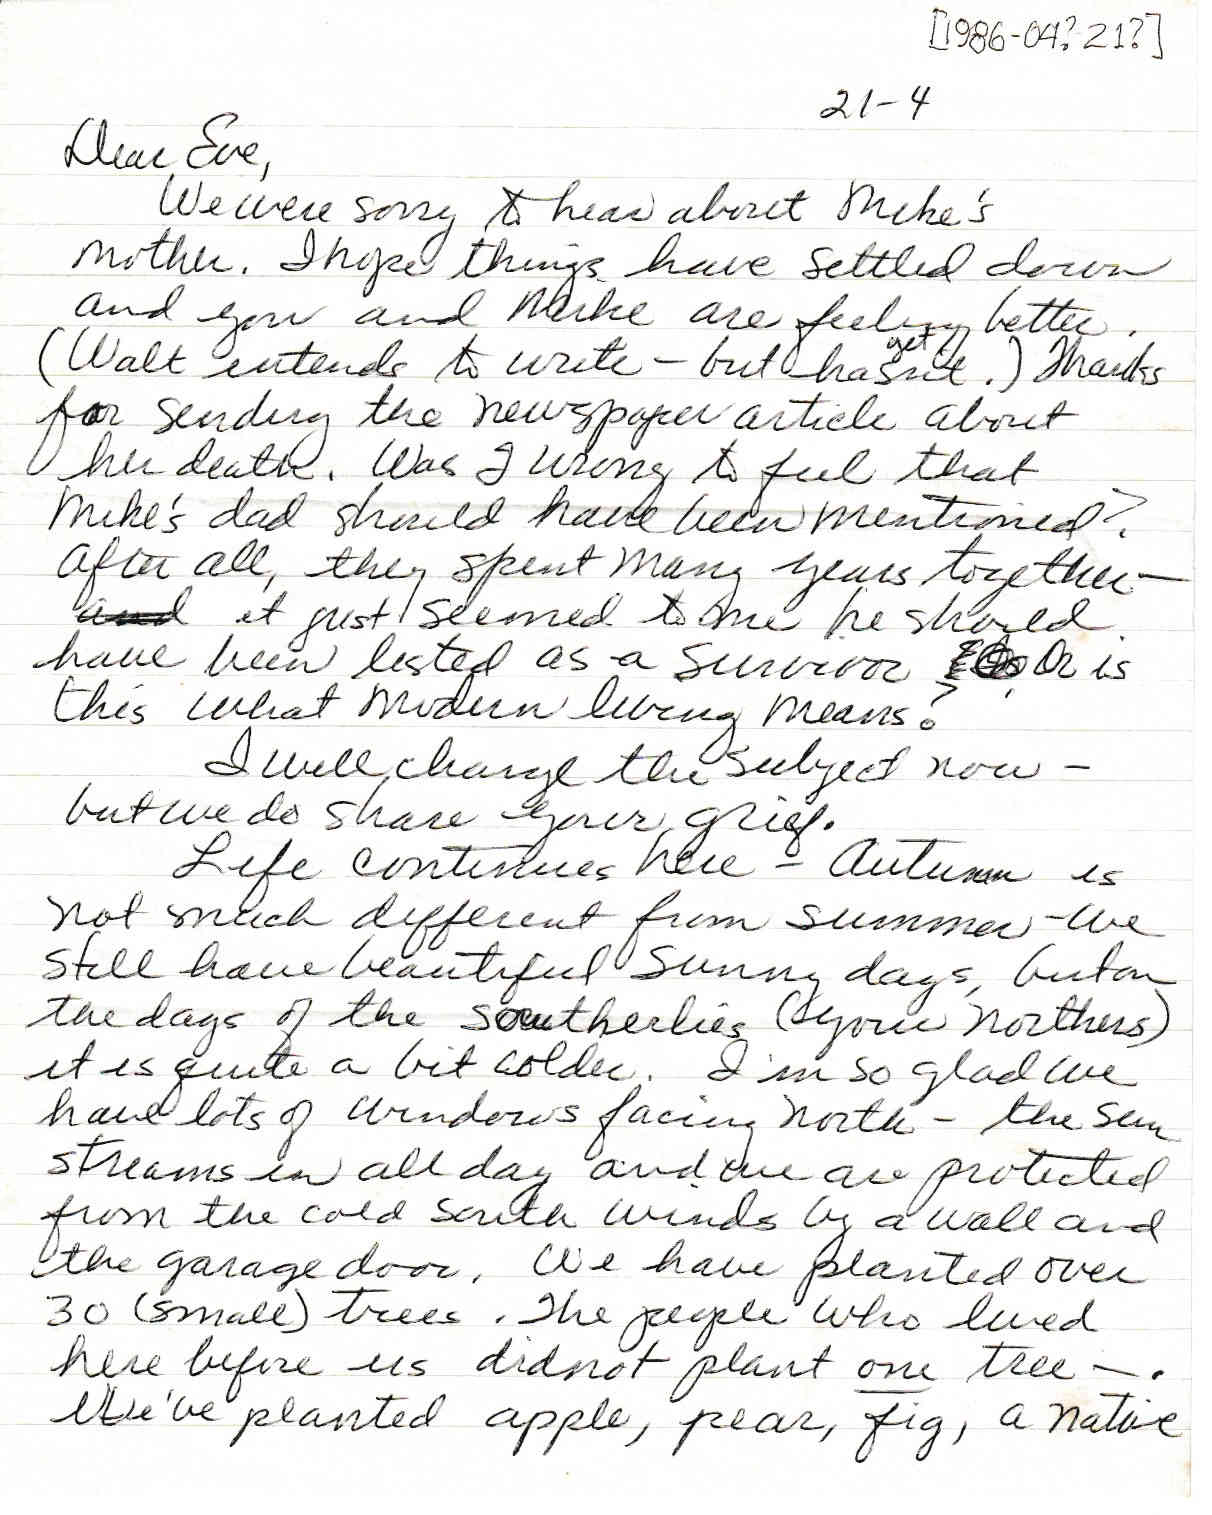 [1986-04?-21?]
21-4
Dear Eve,
We were sorry to hear about Mike's
mother. I hope things have settled down
and you and Mike are feeling better.
(Walt intends to write - but hasn't yet.) Thanks
for sending the newspaper article about
her death. Was I wrong to feel that
Mike's dad should have been mentioned?
After all, they spent many years together -
and it just seemed to me he should
have been listed as a survivor. Or is
this what modern living means?
I will change the subject now -
but we do share your grief.
Life continues here - Autumn is
not much different from summer - we
still have beautiful sunny days, but on
the days of the southerlies (your northers)
it is quite a bit colder. I'm so glad we
have lots of windows facing north - the sun
streams in all day and we are protected
from the cold south winds by a wall and
the garage door. We have planted over
30 (small) trees. The people who lived
here before us did not plant one tree -.
We've planted apple, pear, fig, a native